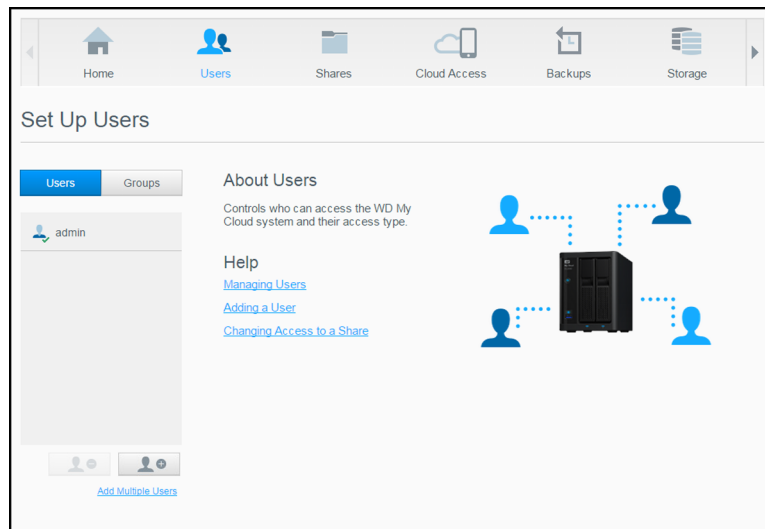 Home Users Shares Cloud Access Backups Storage
Set Up Users
Users Groups
admin
About Users
Controls who can access the WD My
Cloud system and their access type.
Help
Managing Users
Adding a User
Changing Access to a Share
Add Multiple Users